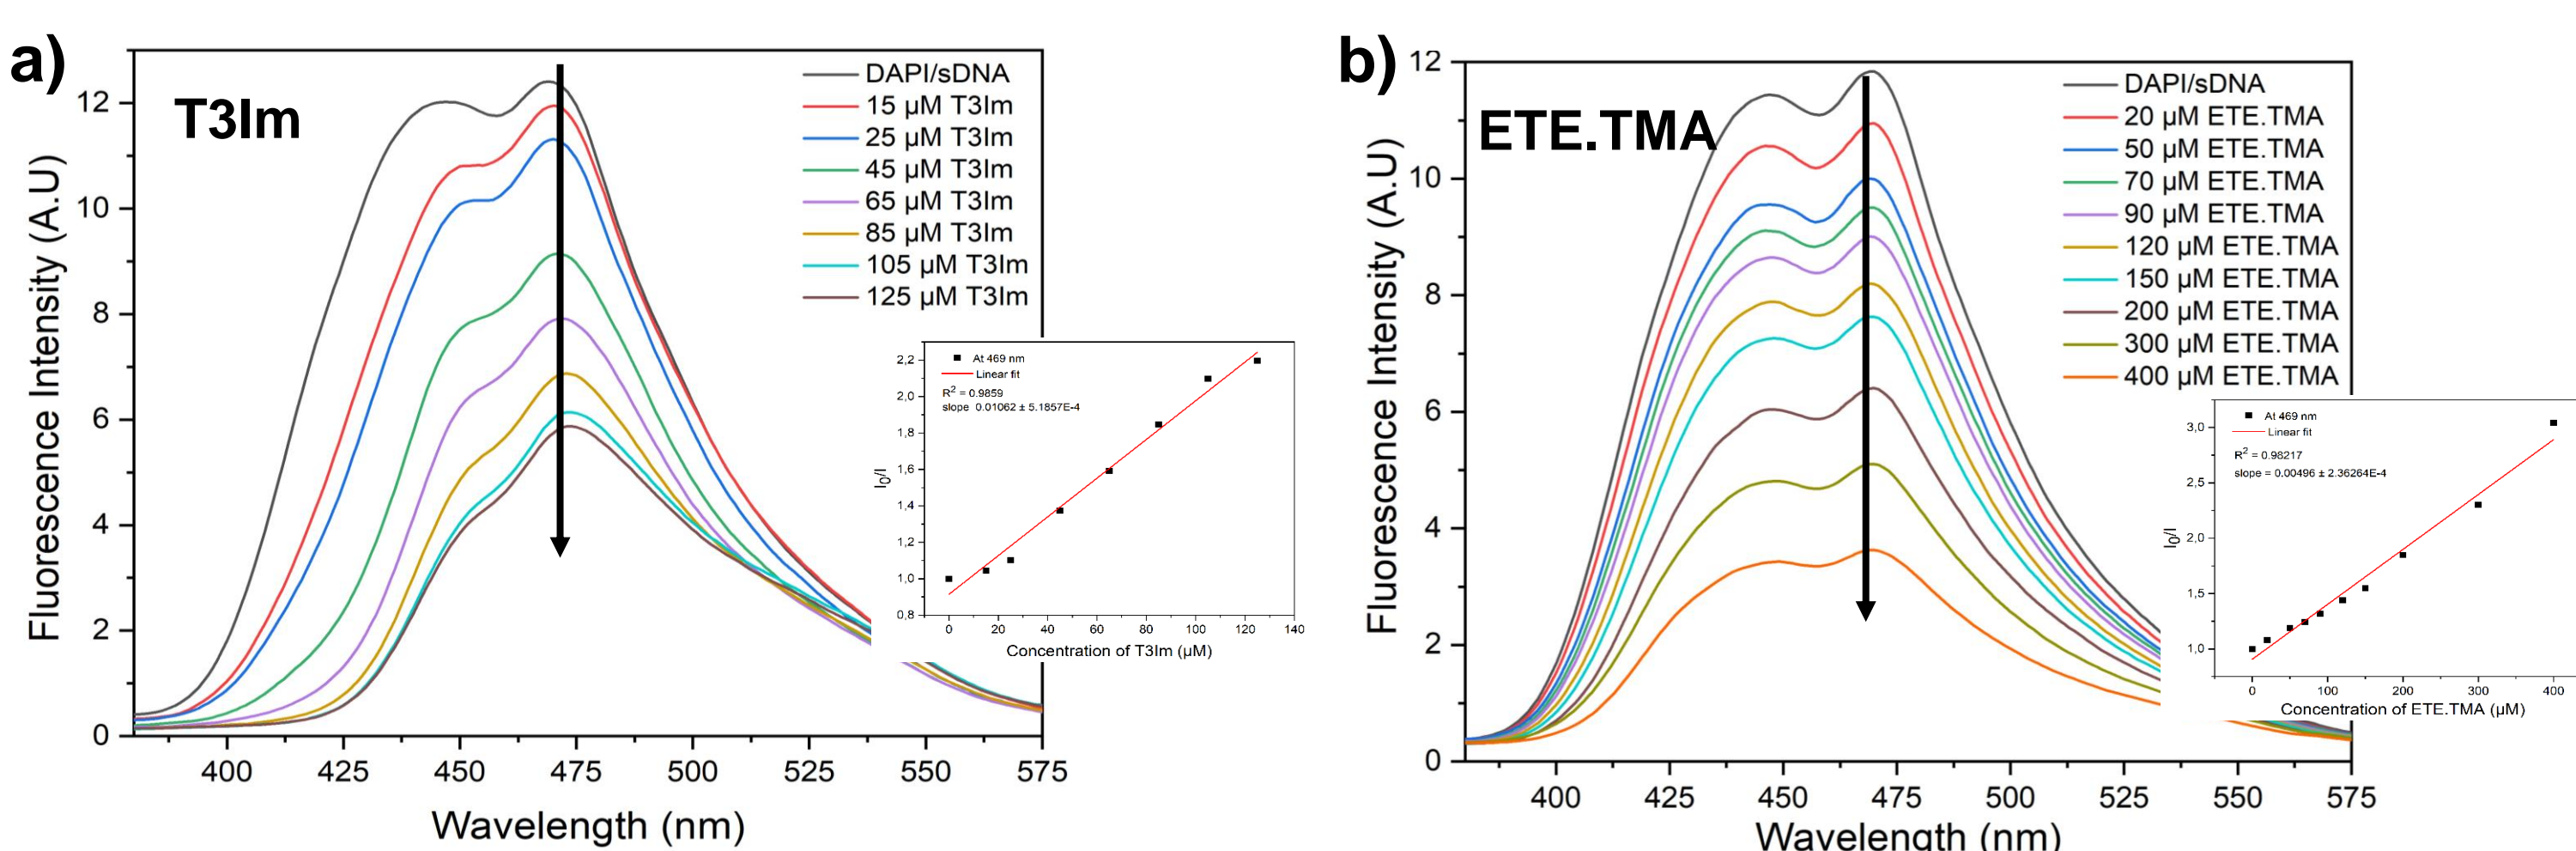 a)
T3Im
Fluorescence Intensity (A.U)
12
10
8
6
4
2
0
400 425 450 475 500 525 550 575
Wavelength (nm)
DAPI/sDNA
15 µM T3Im
25 µM T3Im
45 µM T3Im
65 µM T3Im
85 µM T3Im
105 µM T3Im
125 µM T3Im
At 469 nm
Linear fit
R² = 0.9859
slope 0.01062 ± 5.1857E-4
I₀/I
2,2
2,0
1,8
1,6
1,4
1,2
1,0
0,8
0 20 40 60 80 100 120 140
Concentration of T3Im (µM)
b)
ETE.TMA
Fluorescence Intensity (A.U)
12
10
8
6
4
2
0
400 425 450 475 500 525 550 575
Wavelength (nm)
DAPI/sDNA
20 µM ETE.TMA
50 µM ETE.TMA
70 µM ETE.TMA
90 µM ETE.TMA
120 µM ETE.TMA
150 µM ETE.TMA
200 µM ETE.TMA
300 µM ETE.TMA
400 µM ETE.TMA
At 469 nm
Linear fit
R² = 0.98217
slope = 0.00496 ± 2.36264E-4
I₀/I
3,0
2,5
2,0
1,5
1,0
0 100 200 300 400
Concentration of ETE.TMA (µM)